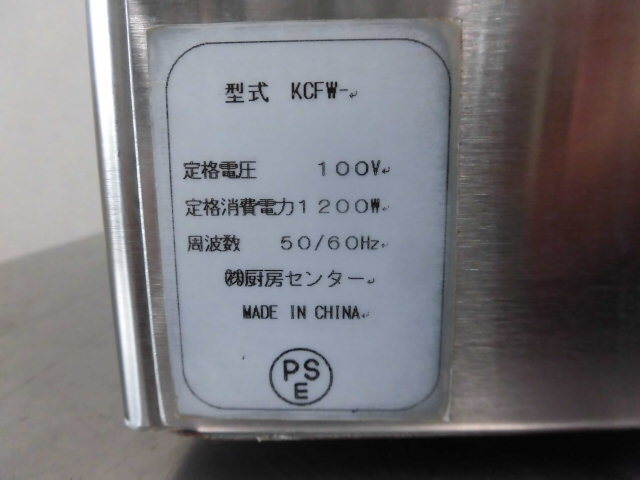 型式 KCFW-↵
定格電圧 100V↵
定格消費電力1200W↵
周波数 50/60Hz↵
㈱厨房センター↵
MADE IN CHINA↵
PS
E